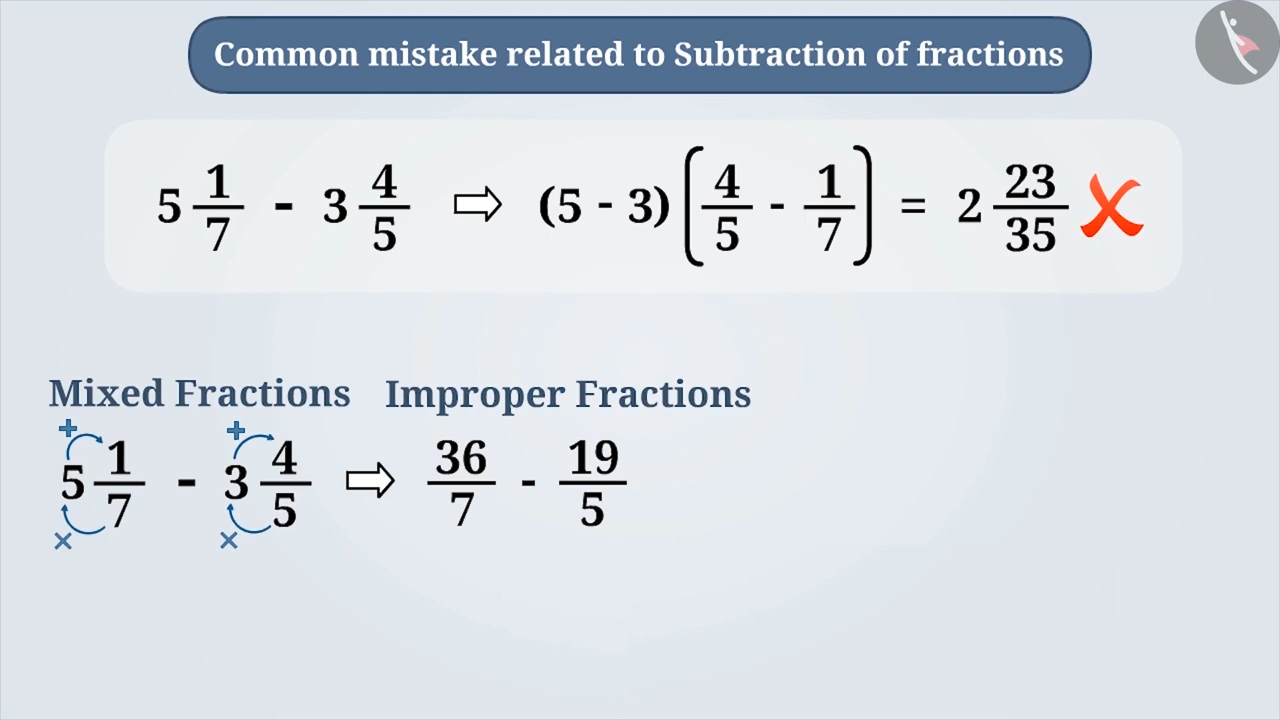 Common mistake related to Subtraction of fractions
5 1/7 - 3 4/5 ⇨ (5 - 3) (4/5 - 1/7) = 2 23/35 ✗
Mixed Fractions Improper Fractions
+ +
5 1/7 - 3 4/5 ⇨ 36/7 - 19/5
× ×